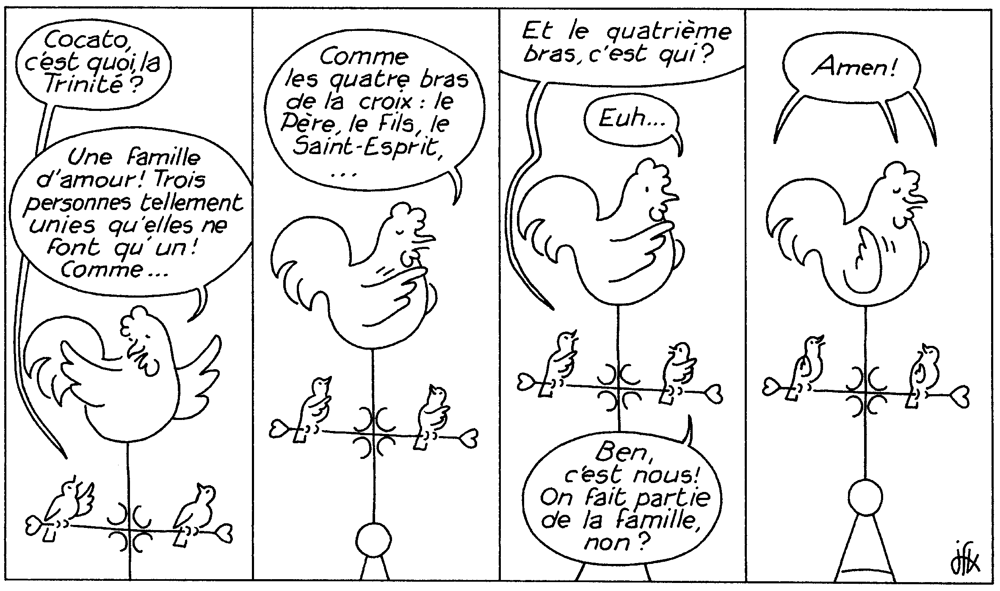 Cocato,
c'est quoi, la
Trinité ?
Une famille
d'amour ! Trois
personnes tellement
unies qu'elles ne
font qu'un !
Comme ...
Comme
les quatre bras
de la croix : le
Père, le Fils, le
Saint-Esprit,
...
Et le quatrième
bras, c'est qui ?
Euh...
Ben,
c'est nous !
On fait partie
de la famille,
non ?
Amen !
jfk